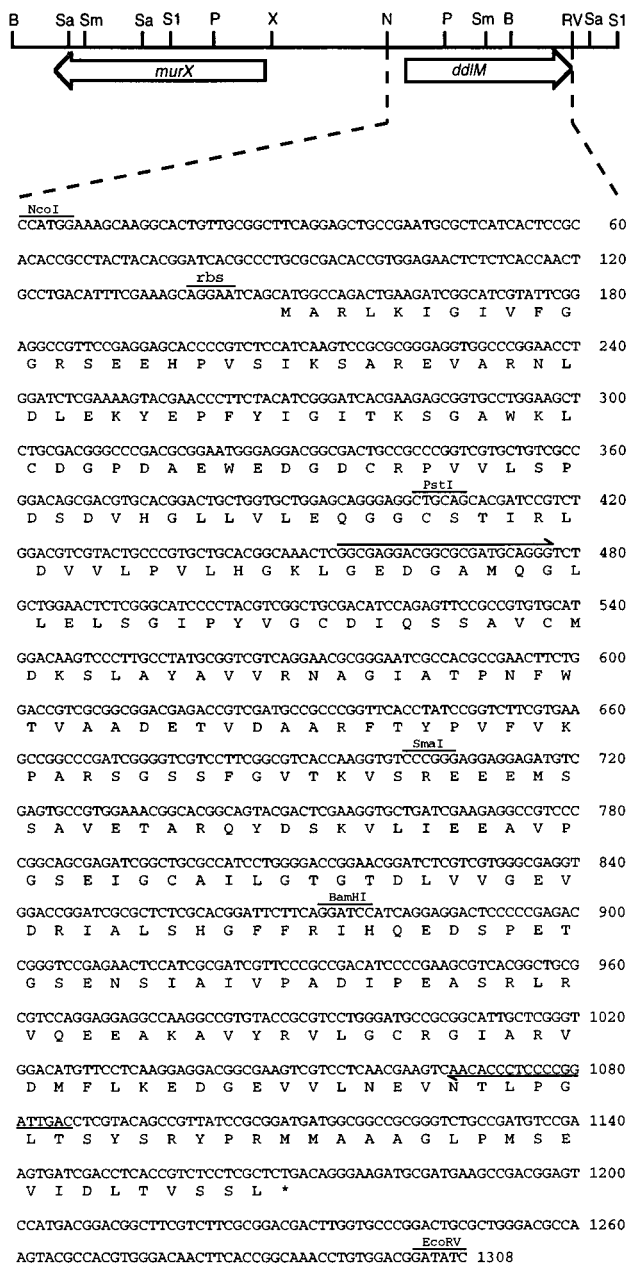 B Sa Sm Sa S1 P X N P Sm B RV Sa S1
murX ddlM
NcoI
CCATGGAAAGCAAGGCACTGTTGCGGCTTCAGGAGCTGCCGAATGCGCTCATCACTCCGC 60
ACACCGCCTACTACACGGATCACGCCCTGCGCGACACCGTGGAGAACTCTCTCACCAACT 120
rbs
GCCTGACATTTCGAAAGCAGGAATCAGCATGGCCAGACTGAAGATCGGCATCGTATTCGG 180
M A R L K I G I V F G
AGGCCGTTCCGAGGAGCACCCCGTCTCCATCAAGTCCGCGCGGGAGGTGGCCCGGAACCT 240
G R S E E H P V S I K S A R E V A R N L
GGATCTCGAAAAGTACGAACCCTTCTACATCGGGATCACGAAGAGCGGTGCCTGGAAGCT 300
D L E K Y E P F Y I G I T K S G A W K L
CTGCGACGGGCCCGACGCGGAATGGGAGGACGGCGACTGCCGCCCGGTCGTGCTGTCGCC 360
C D G P D A E W E D G D C R P V V L S P
PstI
GGACAGCGACGTGCACGGACTGCTGGTGCTGGAGCAGGGAGGCTGCAGCACGATCCGTCT 420
D S D V H G L L V L E Q G G C S T I R L
GGACGTCGTACTGCCCGTGCTGCACGGCAAACTCGGCGAGGACGGCGCGATGCAGGGTCT 480
D V V L P V L H G K L G E D G A M Q G L
GCTGGAACTCTCGGGCATCCCCTACGTCGGCTGCGACATCCAGAGTTCCGCCGTGTGCAT 540
L E L S G I P Y V G C D I Q S S A V C M
GGACAAGTCCCTTGCCTATGCGGTCGTCAGGAACGCGGGAATCGCCACGCCGAACTTCTG 600
D K S L A Y A V V R N A G I A T P N F W
GACCGTCGCGGCGGACGAGACCGTCGATGCCGCCCGGTTCACCTATCCGGTCTTCGTGAA 660
T V A A D E T V D A A R F T Y P V F V K
SmaI
GCCGGCCCGATCGGGGTCGTCCTTCGGCGTCACCAAGGTGTCCCGGGAGGAGGAGATGTC 720
P A R S G S S F G V T K V S R E E E M S
GAGTGCCGTGGAAACGGCACGGCAGTACGACTCGAAGGTGCTGATCGAAGAGGCCGTCCC 780
S A V E T A R Q Y D S K V L I E E A V P
CGGCAGCGAGATCGGCTGCGCCATCCTGGGGACCGGAACGGATCTCGTCGTGGGCGAGGT 840
G S E I G C A I L G T G T D L V V G E V
BamHI
GGACCGGATCGCGCTCTCGCACGGATTCTTCAGGATCCATCAGGAGGACTCCCCCGAGAC 900
D R I A L S H G F F R I H Q E D S P E T
CGGGTCCGAGAACTCCATCGCGATCGTTCCCGCCGACATCCCCGAAGCGTCACGGCTGCG 960
G S E N S I A I V P A D I P E A S R L R
CGTCCAGGAGGAGGCCAAGGCCGTGTACCGCGTCCTGGGATGCCGCGGCATTGCTCGGGT 1020
V Q E E A K A V Y R V L G C R G I A R V
GGACATGTTCCTCAAGGAGGACGGCGAAGTCGTCCTCAACGAAGTCAACACCCTCCCCGG 1080
D M F L K E D G E V V L N E V N T L P G
ATTGACCTCGTACAGCCGTTATCCGCGGATGATGGCGGCCGCGGGTCTGCCGATGTCCGA 1140
L T S Y S R Y P R M M A A A G L P M S E
AGTGATCGACCTCACCGTCTCCTCGCTCTGACAGGGAAGATGCGATGAAGCCGACGGAGT 1200
V I D L T V S S L *
CCATGACGGACGGCTTCGTCTTCGCGGACGACTTGGTGCCCGGACTGCGCTGGGACGCCA 1260
EcoRV
AGTACGCCACGTGGGACAACTTCACCGGCAAACCTGTGGACGGATATC 1308